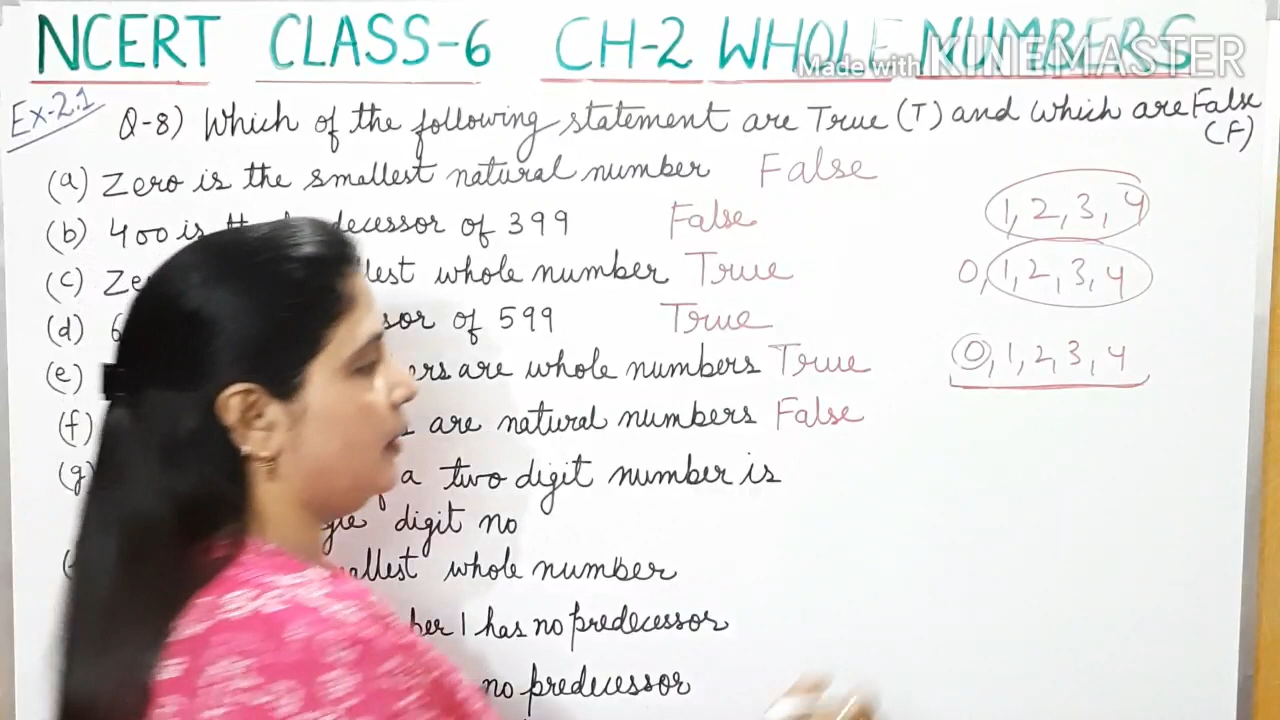 NCERT CLASS-6 CH-2 WHOLE NUMBERS
Made with KINEMASTER
Ex-2.1
Q-8) Which of the following statement are True (T) and which are False (F)
(a) Zero is the smallest natural number False
1, 2, 3, 4
(b) 400 is decessor of 399 False
(c) Ze llest whole number True
0, 1, 2, 3, 4
(d) 6 sor of 599 True
(e) ers are whole numbers True
0, 1, 2, 3, 4
(f) are natural numbers False
(g) a two digit number is
gle digit no
mallest whole number
ber 1 has no predecessor
no predecessor